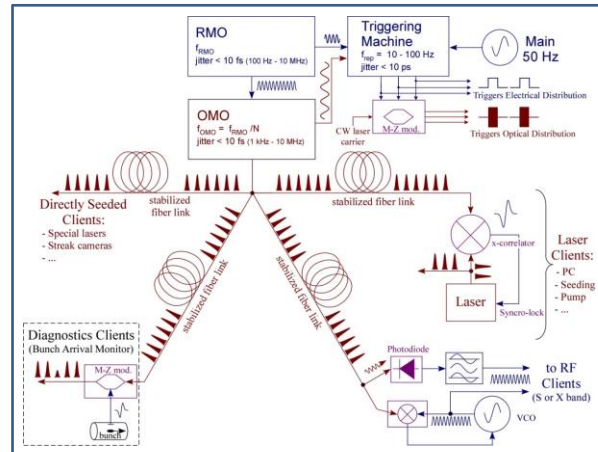 RMO
f_RMO
jitter < 10 fs (100 Hz - 10 MHz)
Triggering
Machine
f_rep = 10 - 100 Hz
jitter < 10 ps
Main
50 Hz
Triggers Electrical Distribution
OMO
f_OMO = f_RMO /N
jitter < 10 fs (1 kHz - 10 MHz)
CW laser
carrier
M-Z mod.
Triggers Optical Distribution
stabilized fiber link
stabilized fiber link
Directly Seeded
Clients:
- Special lasers
- Streak cameras
- ...
stabilized fiber link
stabilized fiber link
x-correlator
Laser
Syncro-lock
Laser
Clients:
- PC
- Seeding
- Pump
- ...
Diagnostics Clients
(Bunch Arrival Monitor)
M-Z mod.
bunch
Photodiode
to RF
Clients
(S or X band)
VCO